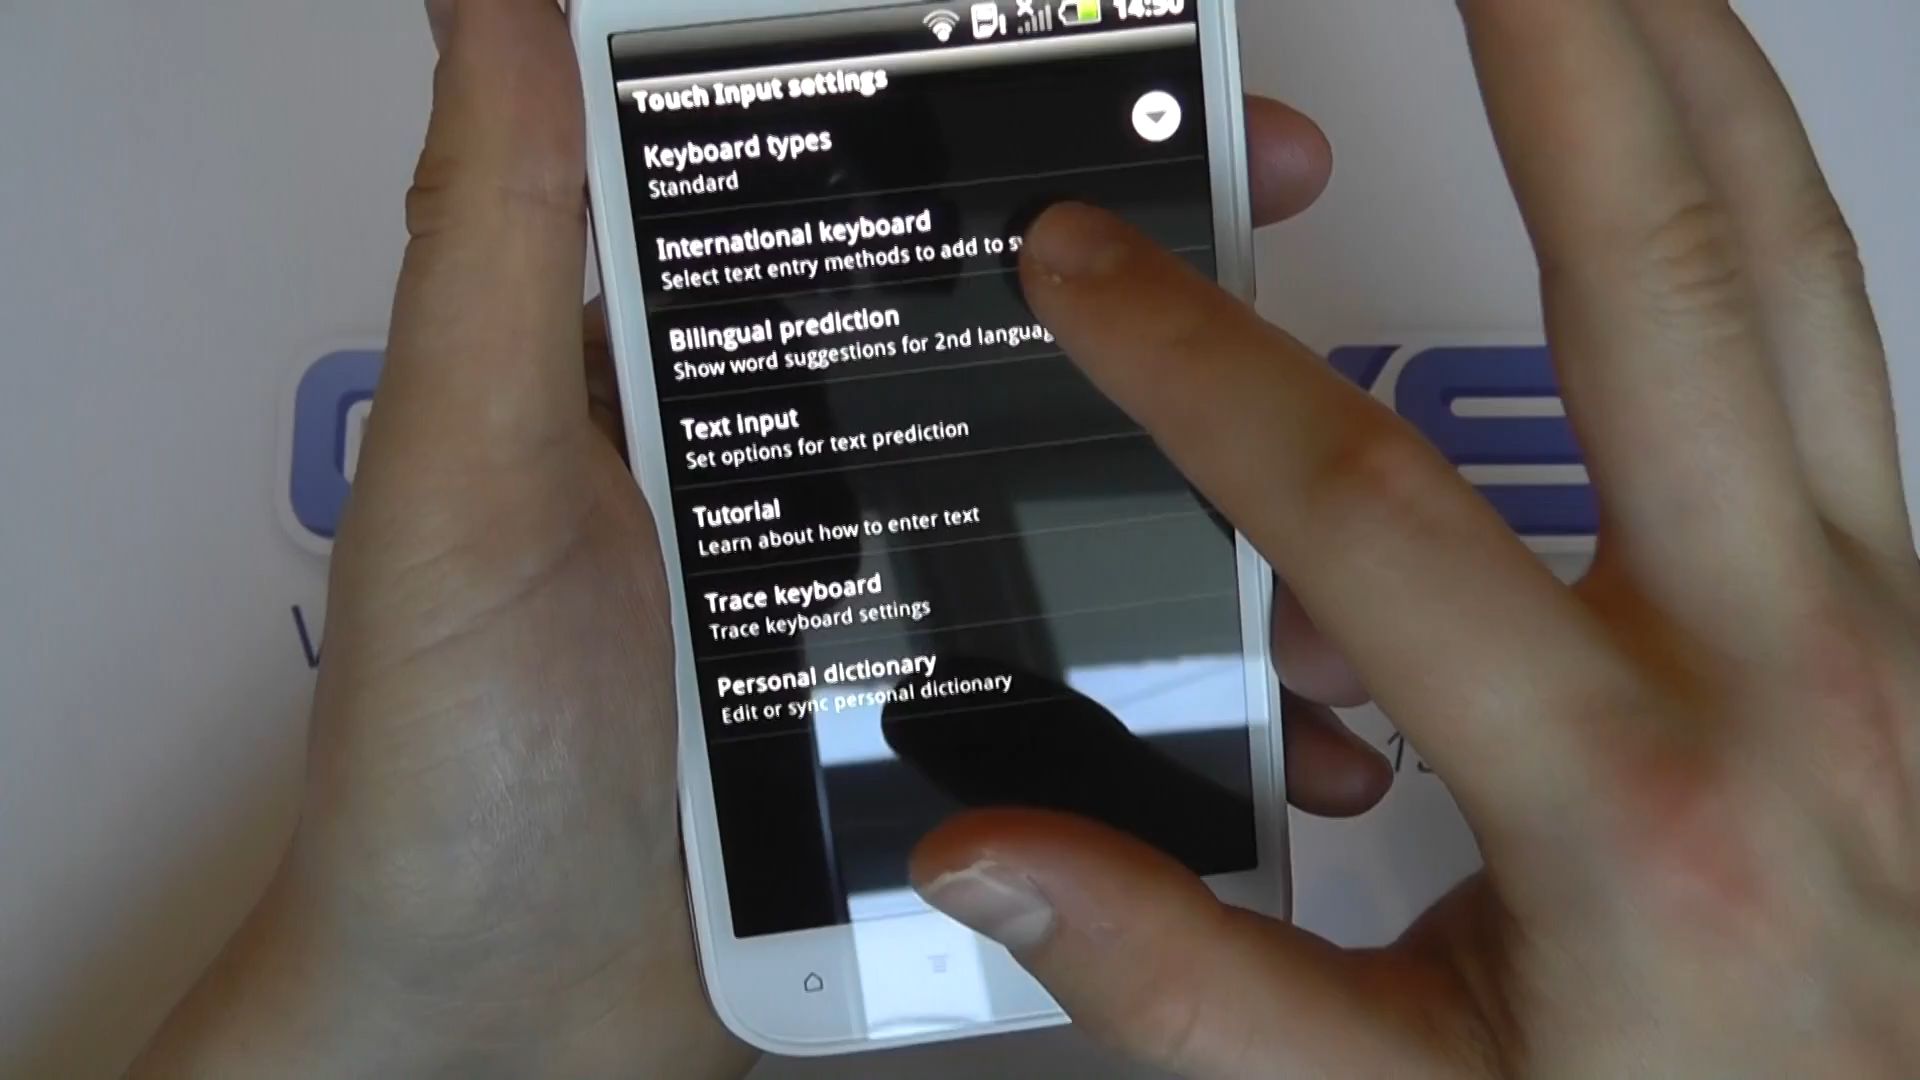 14:50
Touch Input settings
Keyboard types
Standard
International keyboard
Select text entry methods to add to
Bilingual prediction
Show word suggestions for 2nd
Text Input
Set options for text prediction
Tutorial
Learn about how to enter text
Trace keyboard
Trace keyboard settings
Personal dictionary
Edit or sync personal dictionary